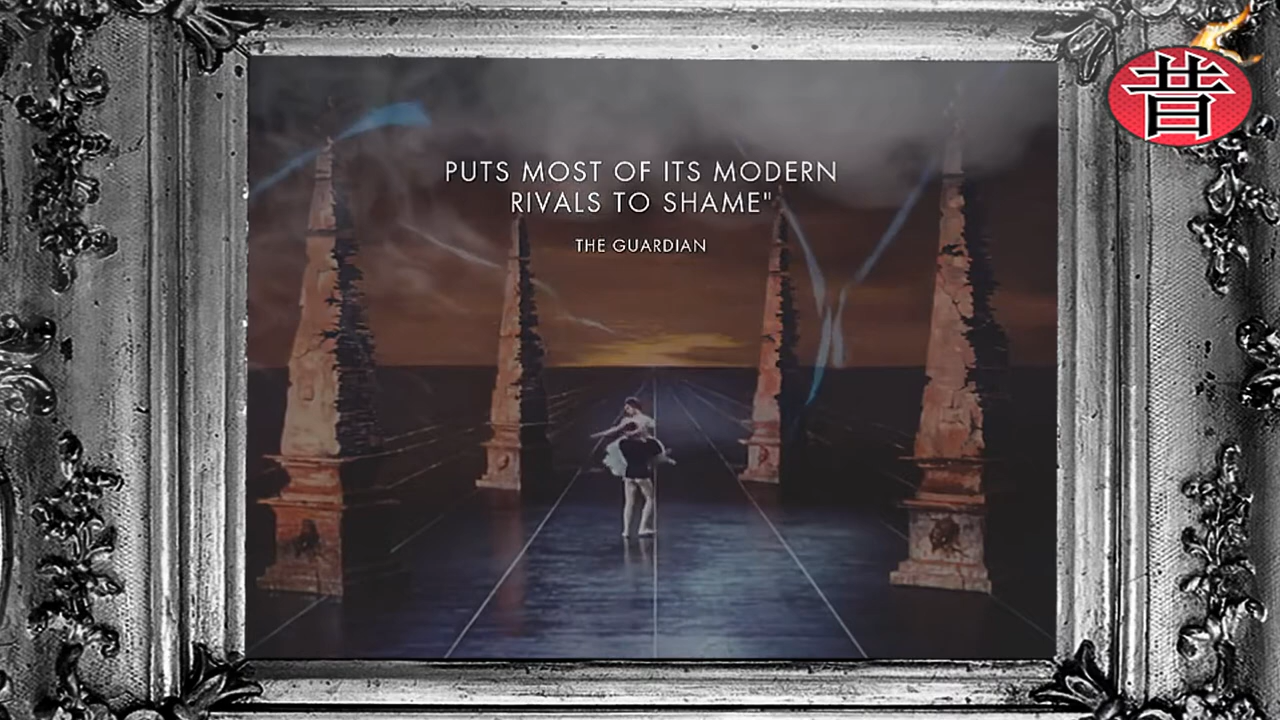 昔
PUTS MOST OF ITS MODERN
RIVALS TO SHAME"
THE GUARDIAN